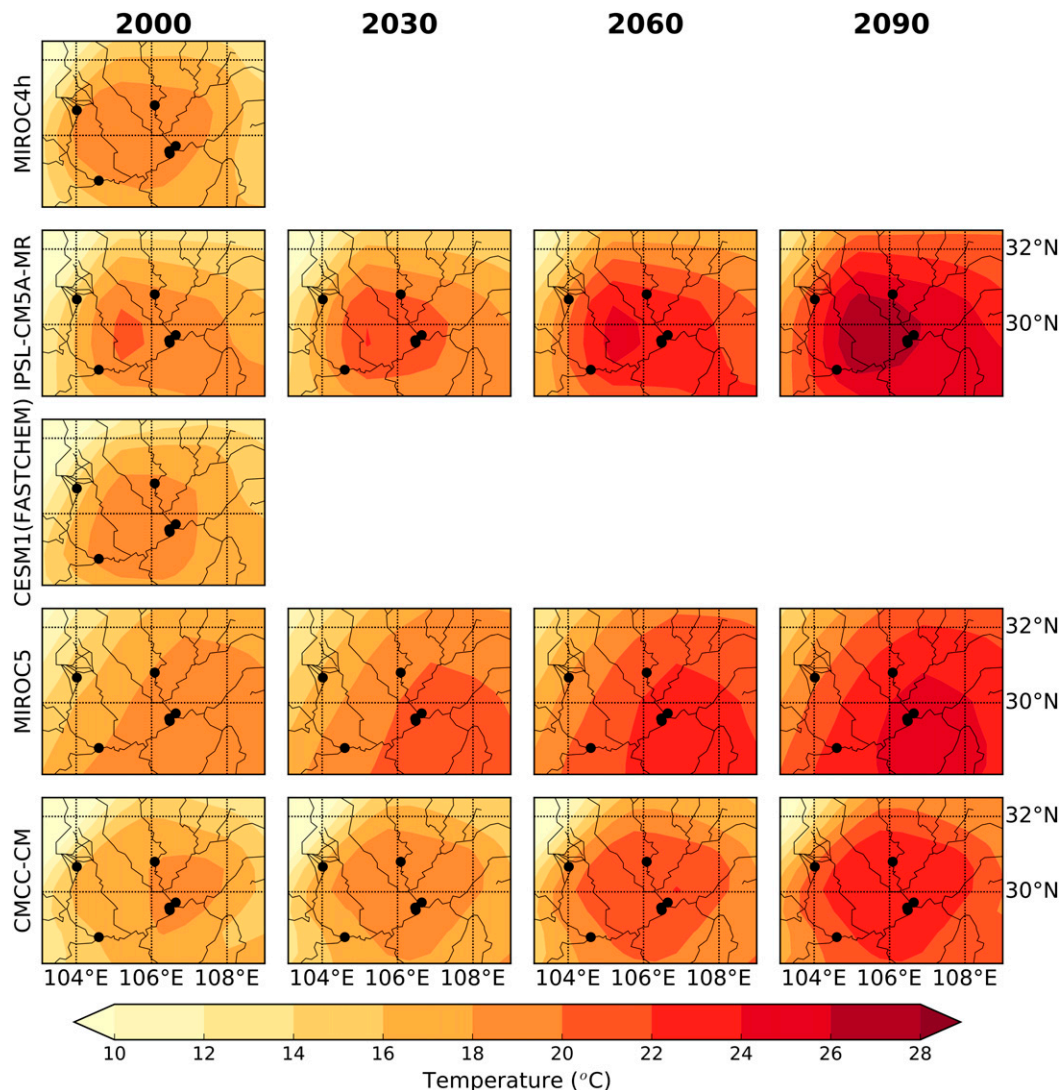 2000 2030 2060 2090
MIROC4h
IPSL-CM5A-MR
32°N
30°N
CESM1(FASTCHEM)
MIROC5
32°N
30°N
CMCC-CM
32°N
30°N
104°E 106°E 108°E 104°E 106°E 108°E 104°E 106°E 108°E 104°E 106°E 108°E
10 12 14 16 18 20 22 24 26 28
Temperature (°C)